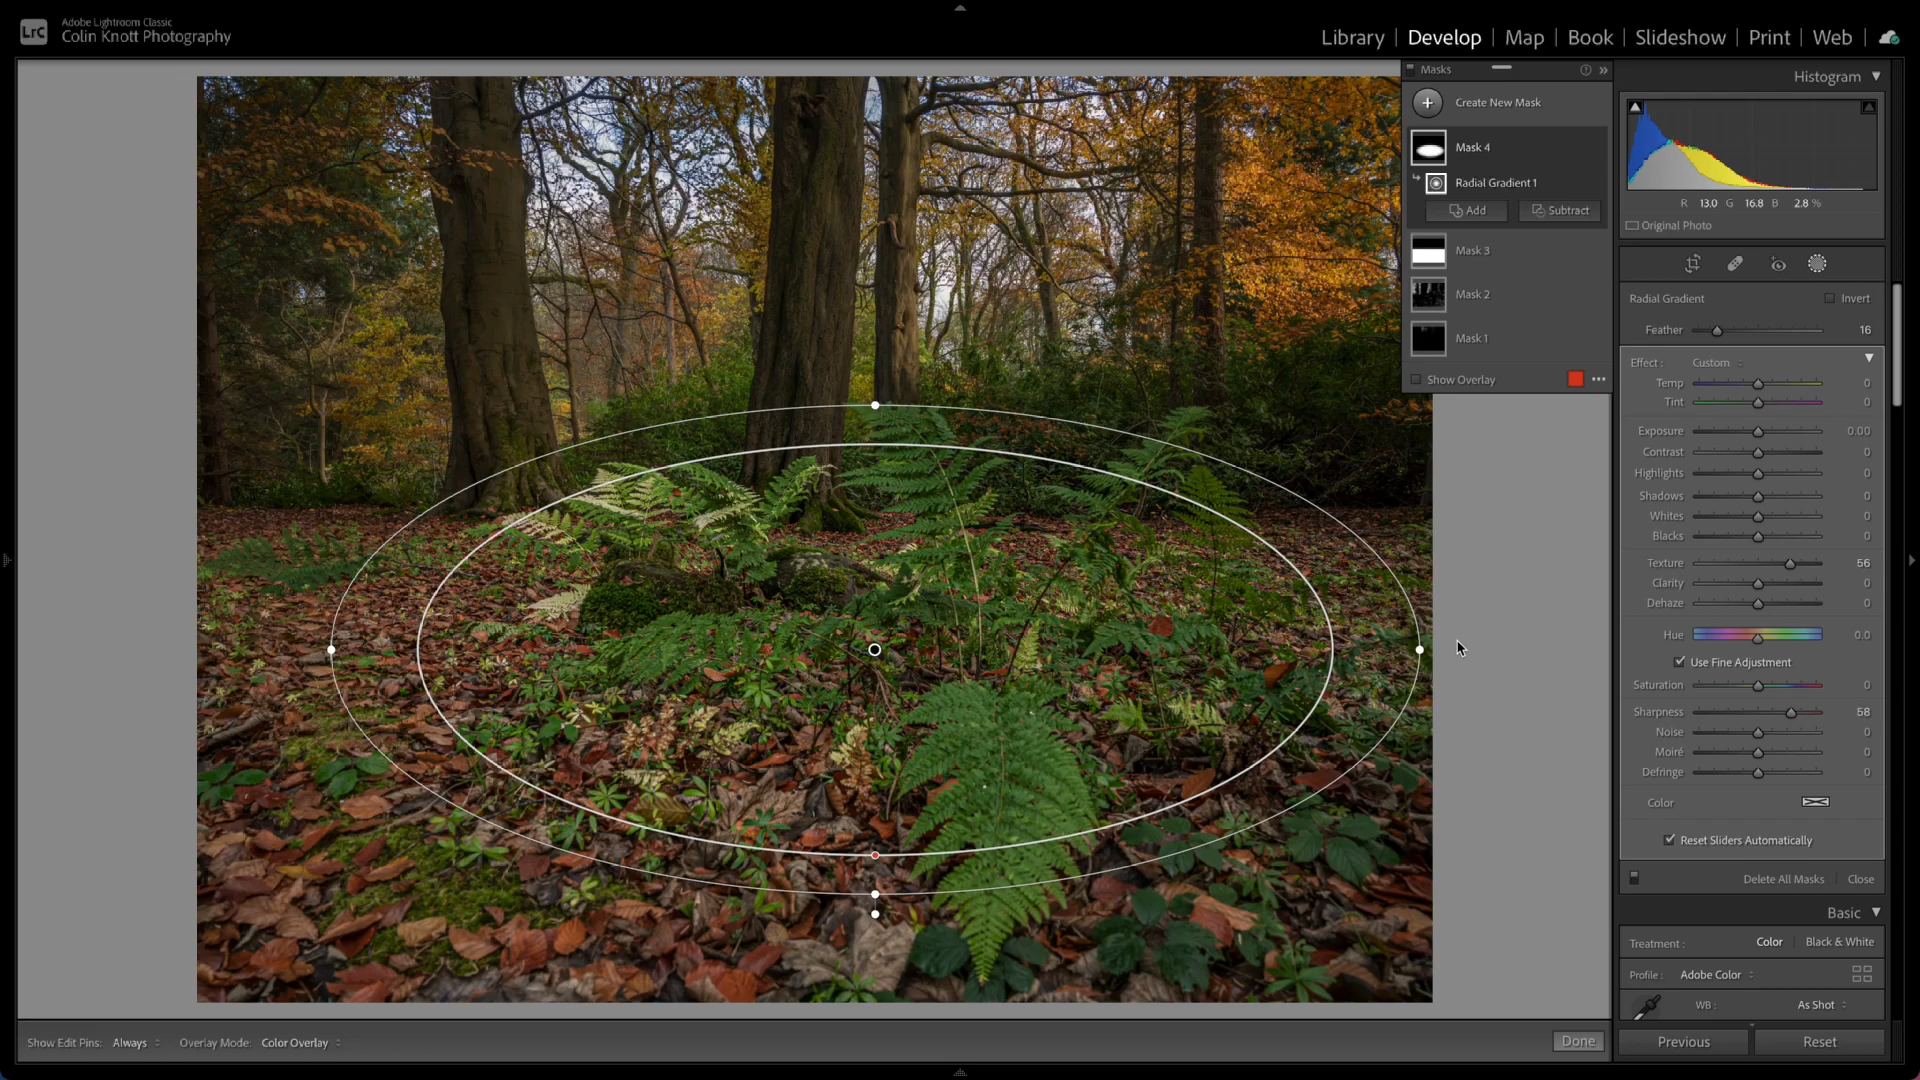 LrC
Adobe Lightroom Classic
Colin Knott Photography
Library | Develop | Map | Book | Slideshow | Print | Web
Masks
Create New Mask
Mask 4
Radial Gradient 1
Add
Subtract
Mask 3
Mask 2
Mask 1
Show Overlay
Histogram
R 13.0 G 16.8 B 2.8 %
Original Photo
Radial Gradient
Invert
Feather 16
Effect : Custom
Temp 0
Tint 0
Exposure 0.00
Contrast 0
Highlights 0
Shadows 0
Whites 0
Blacks 0
Texture 56
Clarity 0
Dehaze 0
Hue 0.0
Use Fine Adjustment
Saturation 0
Sharpness 58
Noise 0
Moiré 0
Defringe 0
Color
Reset Sliders Automatically
Delete All Masks
Close
Basic
Treatment : Color | Black & White
Profile : Adobe Color
WB : As Shot
Previous
Reset
Show Edit Pins: Always
Overlay Mode: Color Overlay
Done